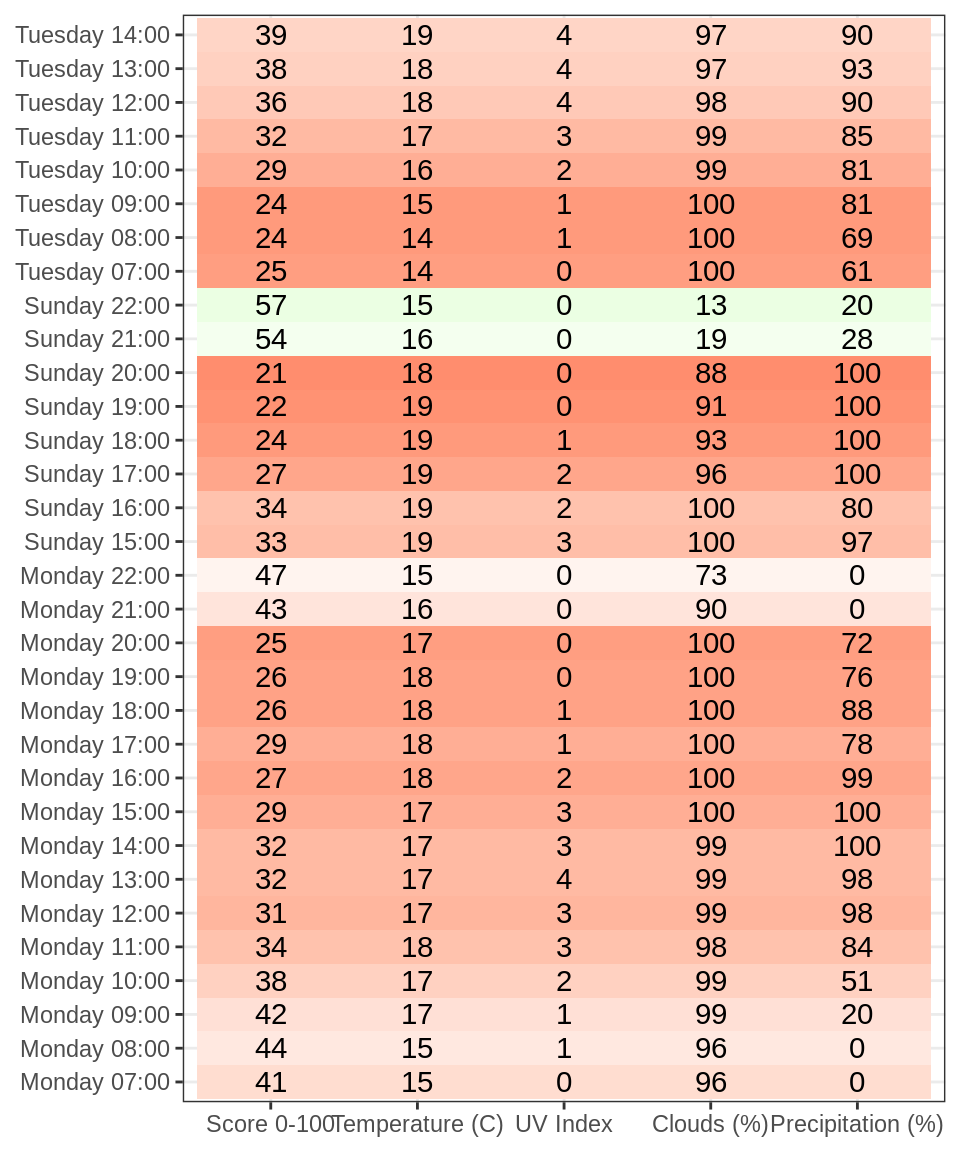 Tuesday 14:00 39 19 4 97 90
Tuesday 13:00 38 18 4 97 93
Tuesday 12:00 36 18 4 98 90
Tuesday 11:00 32 17 3 99 85
Tuesday 10:00 29 16 2 99 81
Tuesday 09:00 24 15 1 100 81
Tuesday 08:00 24 14 1 100 69
Tuesday 07:00 25 14 0 100 61
Sunday 22:00 57 15 0 13 20
Sunday 21:00 54 16 0 19 28
Sunday 20:00 21 18 0 88 100
Sunday 19:00 22 19 0 91 100
Sunday 18:00 24 19 1 93 100
Sunday 17:00 27 19 2 96 100
Sunday 16:00 34 19 2 100 80
Sunday 15:00 33 19 3 100 97
Monday 22:00 47 15 0 73 0
Monday 21:00 43 16 0 90 0
Monday 20:00 25 17 0 100 72
Monday 19:00 26 18 0 100 76
Monday 18:00 26 18 1 100 88
Monday 17:00 29 18 1 100 78
Monday 16:00 27 18 2 100 99
Monday 15:00 29 17 3 100 100
Monday 14:00 32 17 3 99 100
Monday 13:00 32 17 4 99 98
Monday 12:00 31 17 3 99 98
Monday 11:00 34 18 3 98 84
Monday 10:00 38 17 2 99 51
Monday 09:00 42 17 1 99 20
Monday 08:00 44 15 1 96 0
Monday 07:00 41 15 0 96 0
Score 0-100 Temperature (C) UV Index Clouds (%) Precipitation (%)